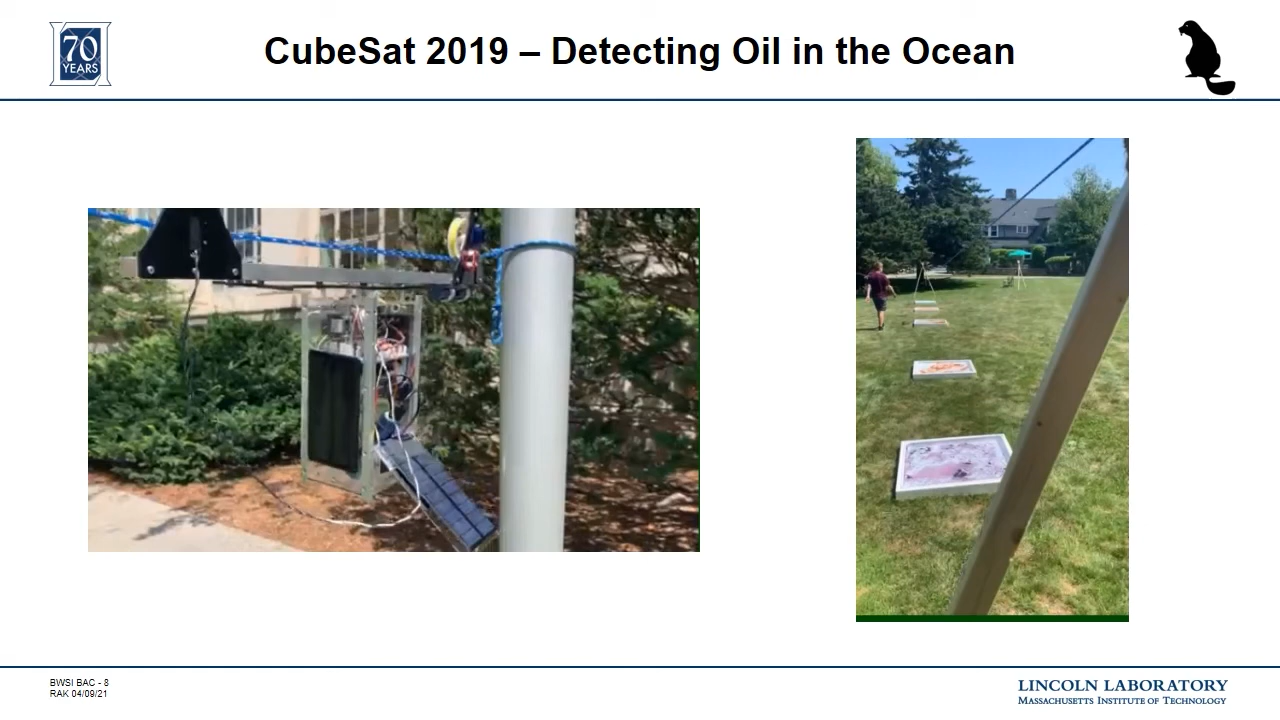 70
YEARS
CubeSat 2019 – Detecting Oil in the Ocean
BWSI BAC - 8
RAK 04/09/21
LINCOLN LABORATORY
MASSACHUSETTS INSTITUTE OF TECHNOLOGY